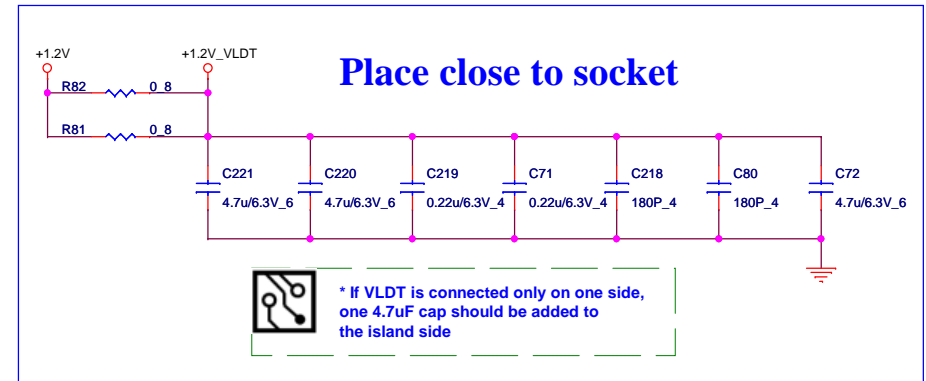 +1.2V
+1.2V_VLDT
Place close to socket
R82 0_8
R81 0_8
C221 C220 C219 C71 C218 C80 C72
4.7u/6.3V_6 4.7u/6.3V_6 0.22u/6.3V_4 0.22u/6.3V_4 180P_4 180P_4 4.7u/6.3V_6
* If VLDT is connected only on one side,
one 4.7uF cap should be added to
the island side